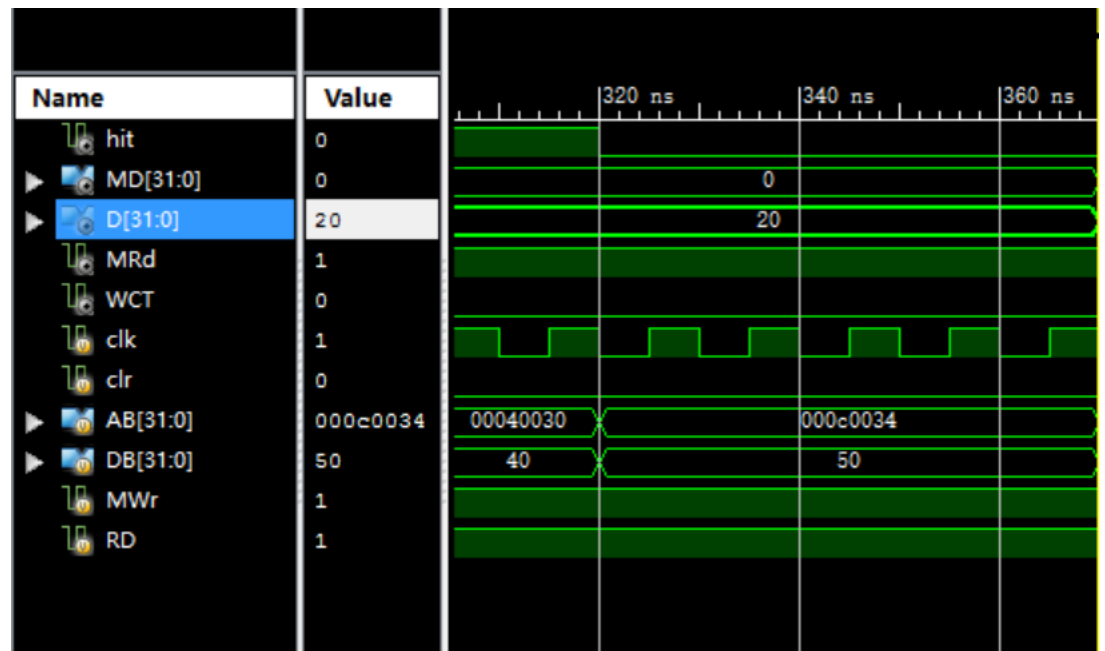 Name Value 320 ns 340 ns 360 ns
hit 0
MD[31:0] 0 0
D[31:0] 20 20
MRd 1
WCT 0
clk 1
clr 0
AB[31:0] 000c0034 00040030 000c0034
DB[31:0] 50 40 50
MWr 1
RD 1